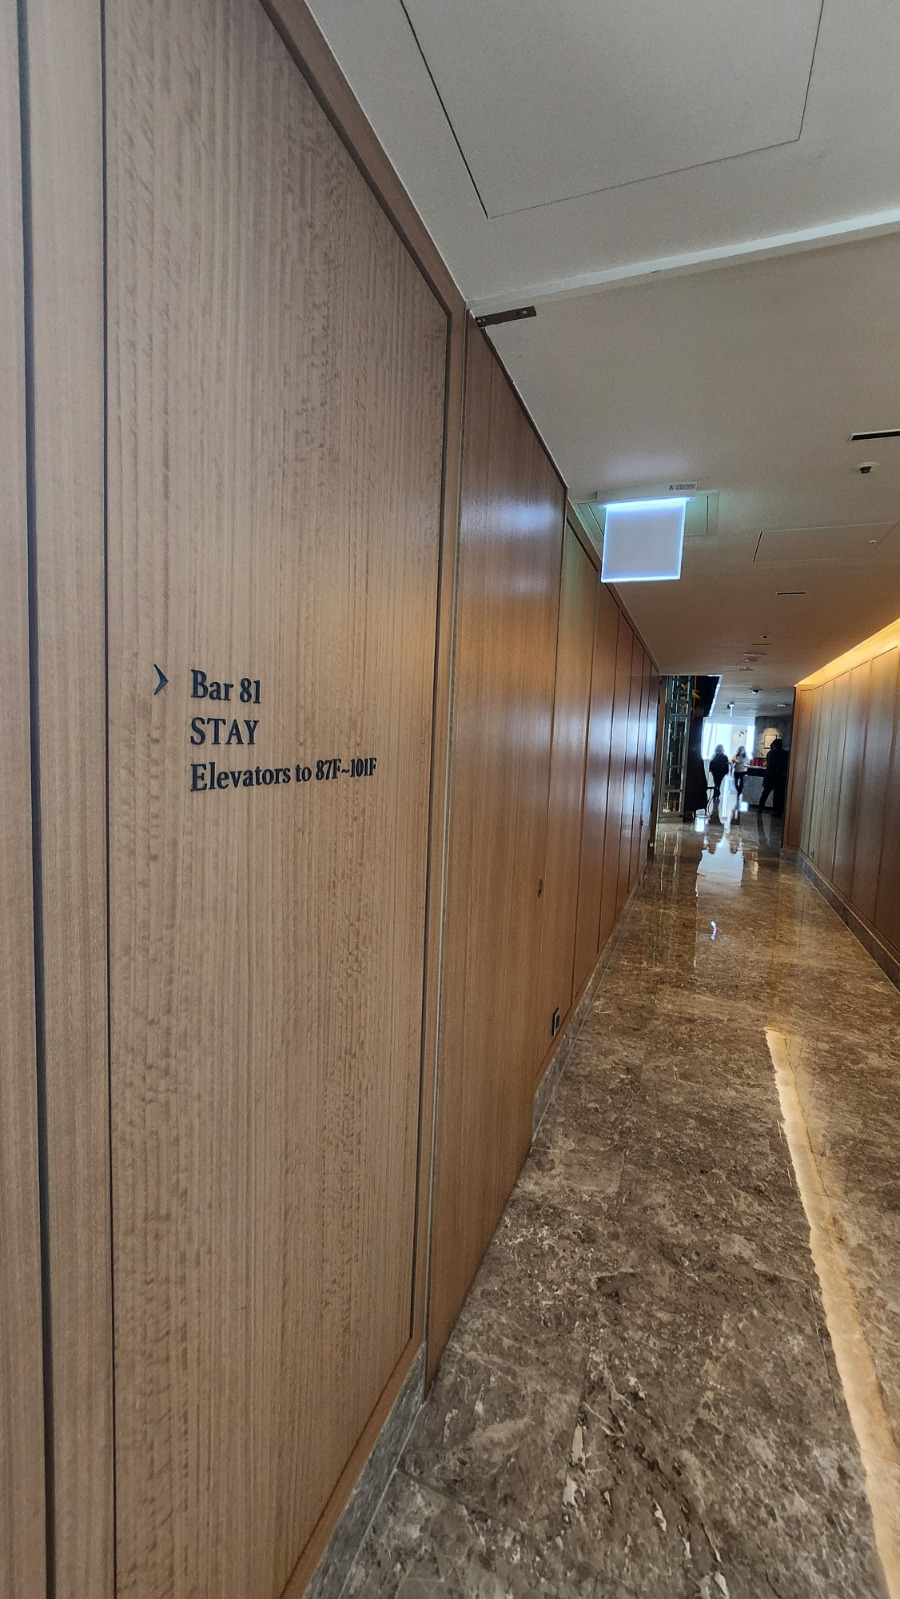 Bar 81
STAY
Elevators to 87F~101F